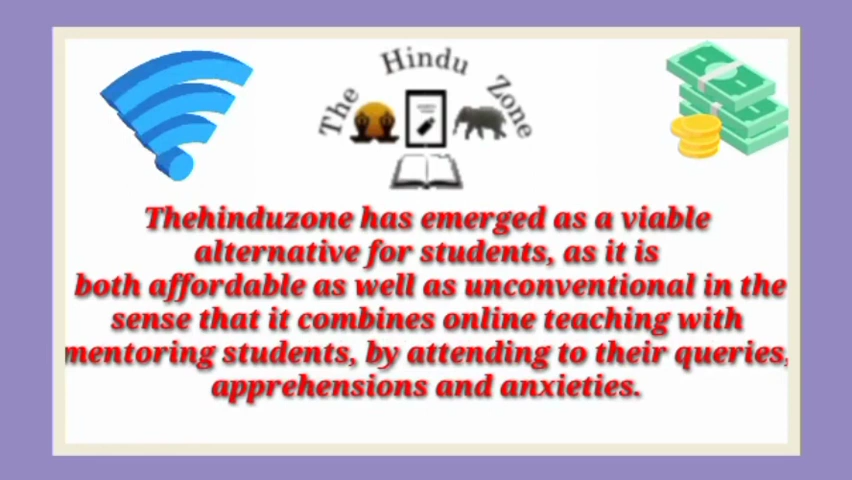 The Hindu Zone
Thehinduzone has emerged as a viable
alternative for students, as it is
both affordable as well as unconventional in the
sense that it combines online teaching with
mentoring students, by attending to their queries,
apprehensions and anxieties.